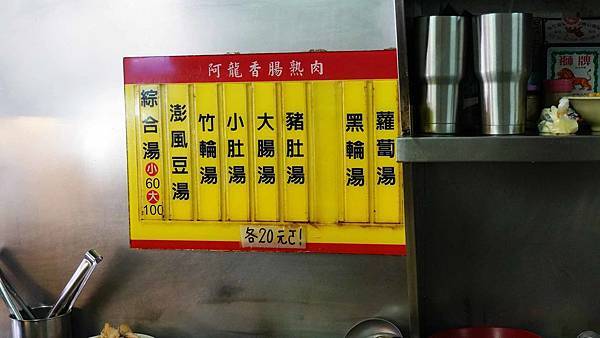 阿龍香腸熟肉
蘿蔔湯
黑輪湯
豬肚湯
大腸湯
小肚湯
竹輪湯
澎風豆湯
綜合湯小60大100
各20元!
獅牌